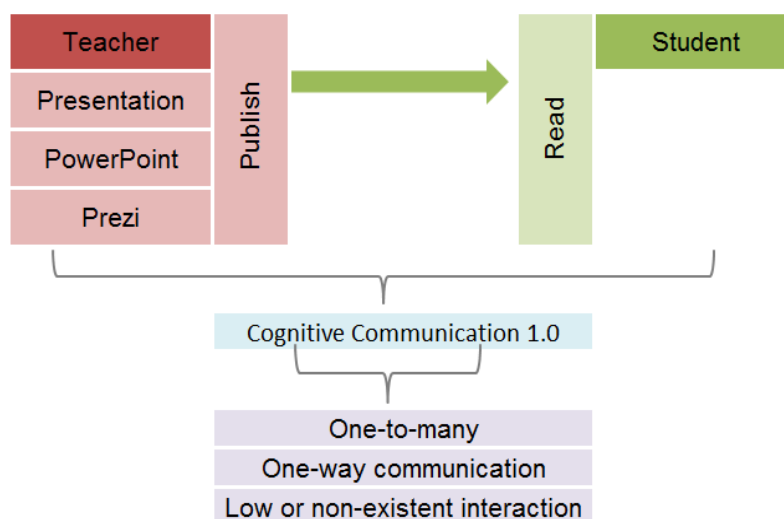 Teacher
Presentation
PowerPoint
Prezi
Publish
Read
Student
Cognitive Communication 1.0
One-to-many
One-way communication
Low or non-existent interaction